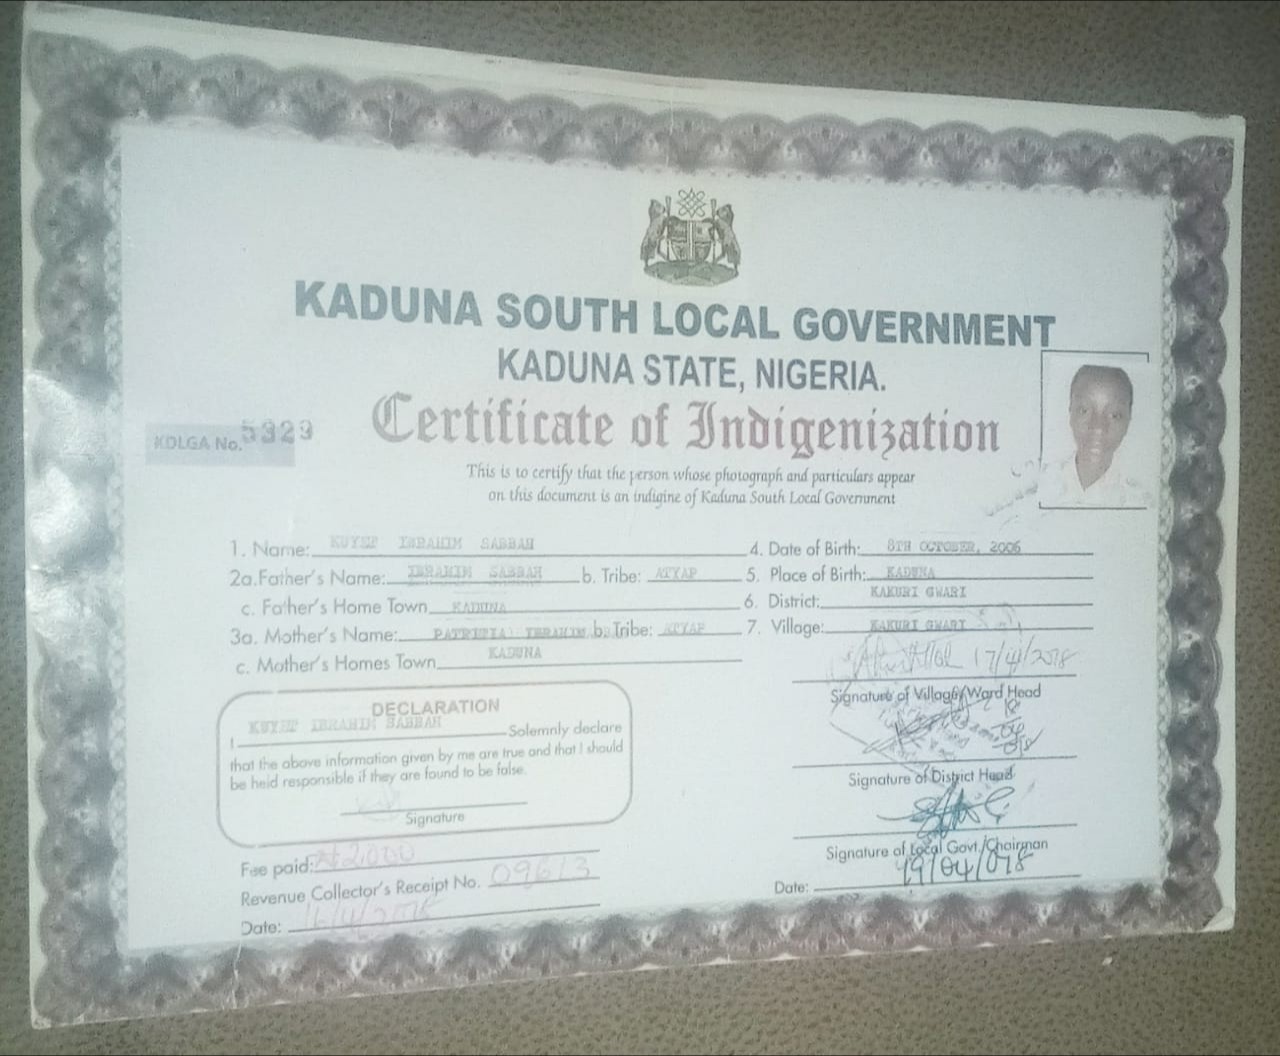 KADUNA SOUTH LOCAL GOVERNMENT
KADUNA STATE, NIGERIA.
KDLGA No. 5329
Certificate of Indigenization
This is to certify that the person whose photograph and particulars appear
on this document is an indigine of Kaduna South Local Government
1. Name: KUYET IBRAHIM SABBAH
2a. Father's Name: IBRAHIM SABBAH b. Tribe: ATYAP
c. Father's Home Town KADUNA
3a. Mother's Name: IBRAHIM b. Tribe: ATYAP
c. Mother's Homes Town KADUNA
4. Date of Birth: 8TH OCTOBER, 2006
5. Place of Birth: KADUNA
6. District: KAKURI GWARI
7. Village: KAKURI GWARI
17/4/2018
Signature of Village/Ward Head
Signature of District Head
Signature of Local Govt./Chairman
Date: 19/04/018
DECLARATION
I KUYET IBRAHIM SABBAH Solemnly declare
that the above information given by me are true and that I should
be held responsible if they are found to be false.
Signature
Fee paid: ₦2,000
Revenue Collector's Receipt No. 09613
Date: